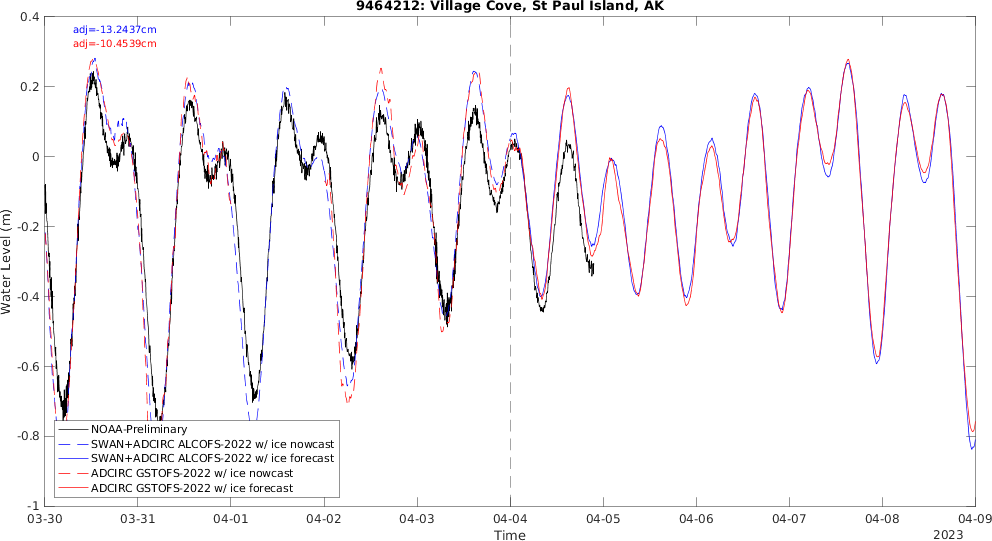 9464212: Village Cove, St Paul Island, AK
adj=-13.2437cm
adj=-10.4539cm
0.4
0.2
0
-0.2
-0.4
-0.6
-0.8
-1
Water Level (m)
NOAA-Preliminary
SWAN+ADCIRC ALCOFS-2022 w/ ice nowcast
SWAN+ADCIRC ALCOFS-2022 w/ ice forecast
ADCIRC GSTOFS-2022 w/ ice nowcast
ADCIRC GSTOFS-2022 w/ ice forecast
03-30 03-31 04-01 04-02 04-03 04-04 04-05 04-06 04-07 04-08 04-09
Time
2023